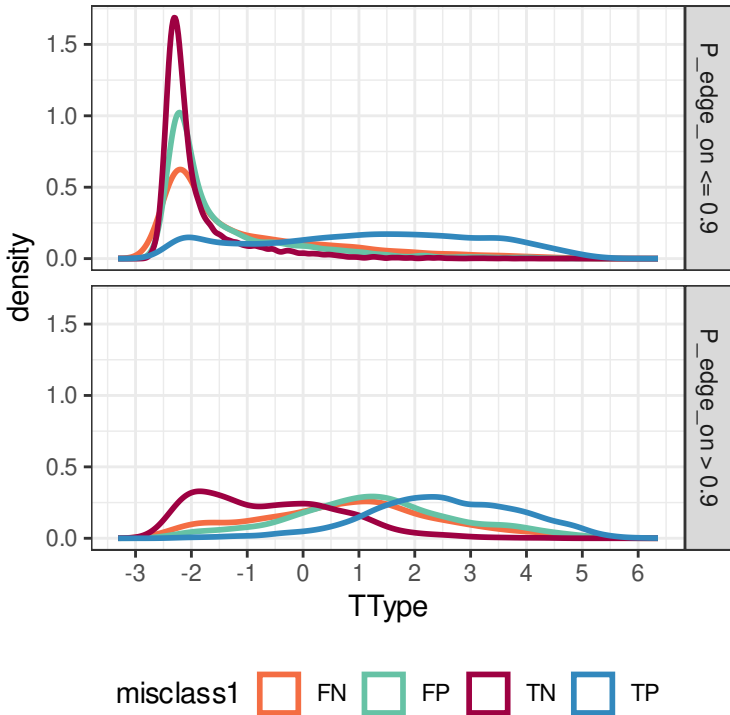 1.5
1.0
0.5
0.0
P_edge_on <= 0.9
density
1.5
1.0
0.5
0.0
P_edge_on > 0.9
-3 -2 -1 0 1 2 3 4 5 6
TType
misclass1 FN FP TN TP